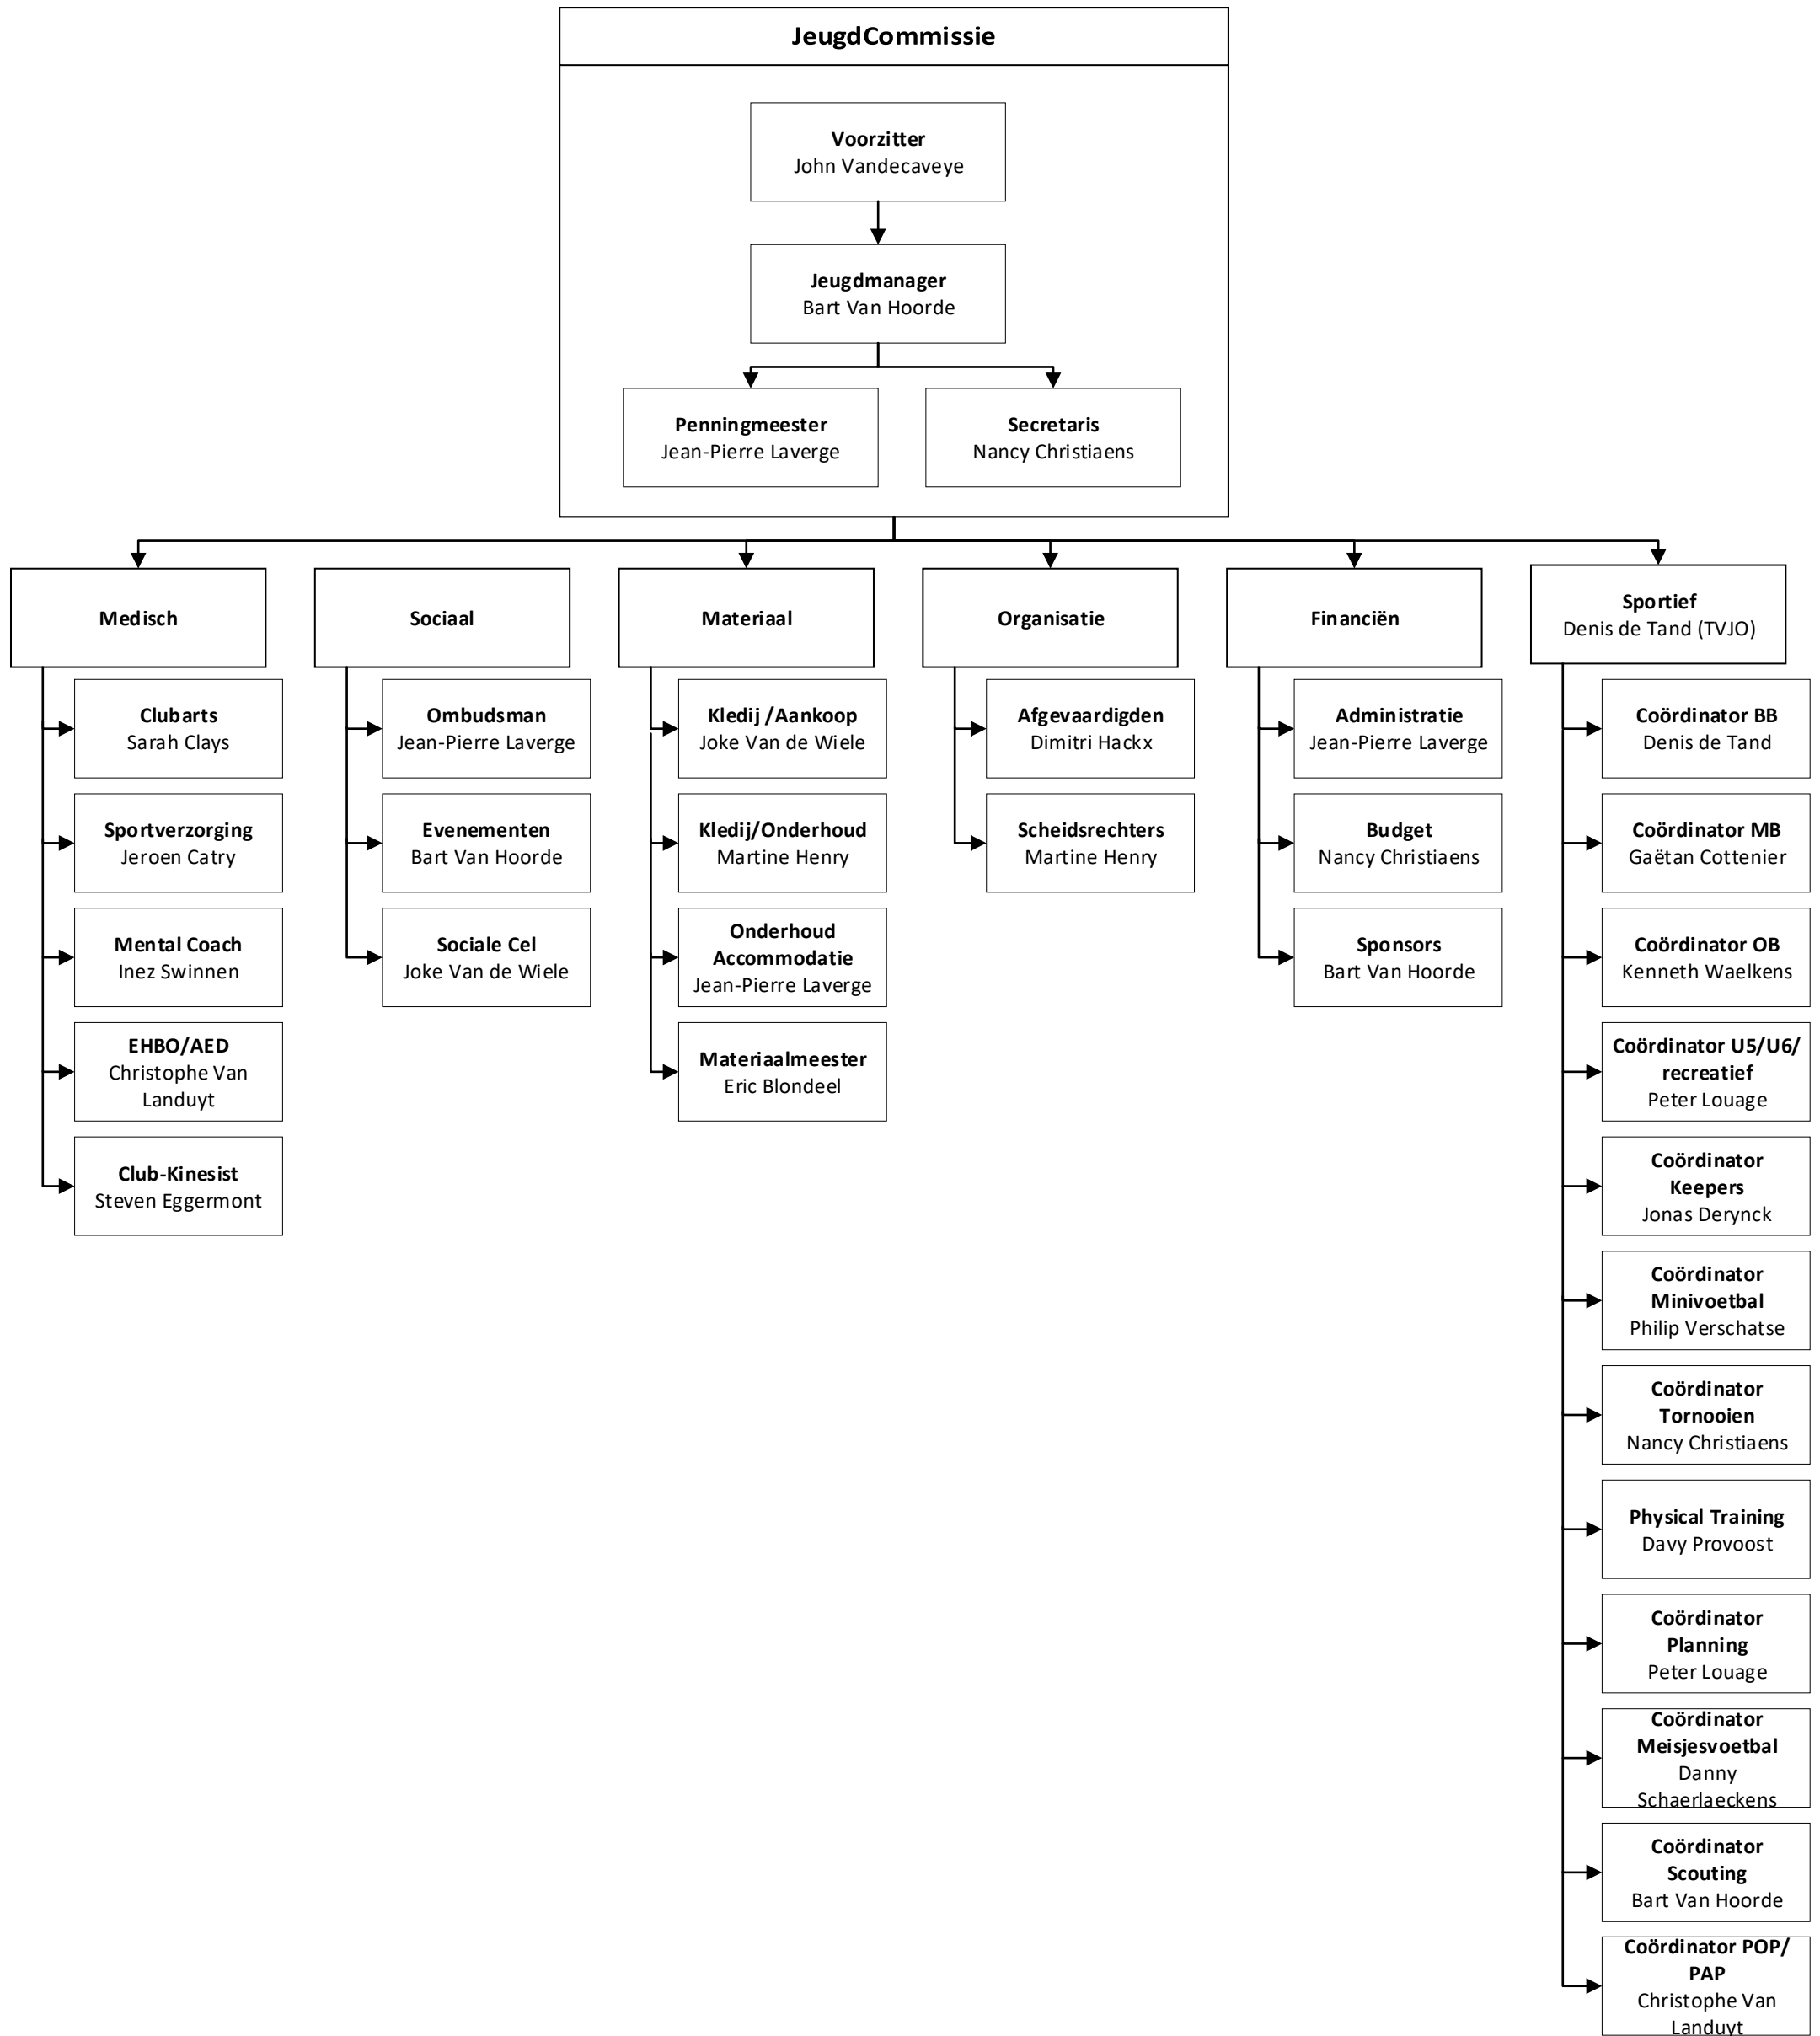 JeugdCommissie
Voorzitter
John Vandecaveye
Jeugdmanager
Bart Van Hoorde
Penningmeester
Jean-Pierre Laverge
Secretaris
Nancy Christiaens
Medisch
Clubarts
Sarah Clays
Sportverzorging
Jeroen Catry
Mental Coach
Inez Swinnen
EHBO/AED
Christophe Van
Landuyt
Club-Kinesist
Steven Eggermont
Sociaal
Ombudsman
Jean-Pierre Laverge
Evenementen
Bart Van Hoorde
Sociale Cel
Joke Van de Wiele
Materiaal
Kledij /Aankoop
Joke Van de Wiele
Kledij/Onderhoud
Martine Henry
Onderhoud
Accommodatie
Jean-Pierre Laverge
Materiaalmeester
Eric Blondeel
Organisatie
Afgevaardigden
Dimitri Hackx
Scheidsrechters
Martine Henry
Financiën
Administratie
Jean-Pierre Laverge
Budget
Nancy Christiaens
Sponsors
Bart Van Hoorde
Sportief
Denis de Tand (TVJO)
Coördinator BB
Denis de Tand
Coördinator MB
Gaëtan Cottenier
Coördinator OB
Kenneth Waelkens
Coördinator U5/U6/
recreatief
Peter Louage
Coördinator
Keepers
Jonas Derynck
Coördinator
Minivoetbal
Philip Verschatse
Coördinator
Tornooien
Nancy Christiaens
Physical Training
Davy Provoost
Coördinator
Planning
Peter Louage
Coördinator
Meisjesvoetbal
Danny
Schaerlaeckens
Coördinator
Scouting
Bart Van Hoorde
Coördinator POP/
PAP
Christophe Van
Landuyt